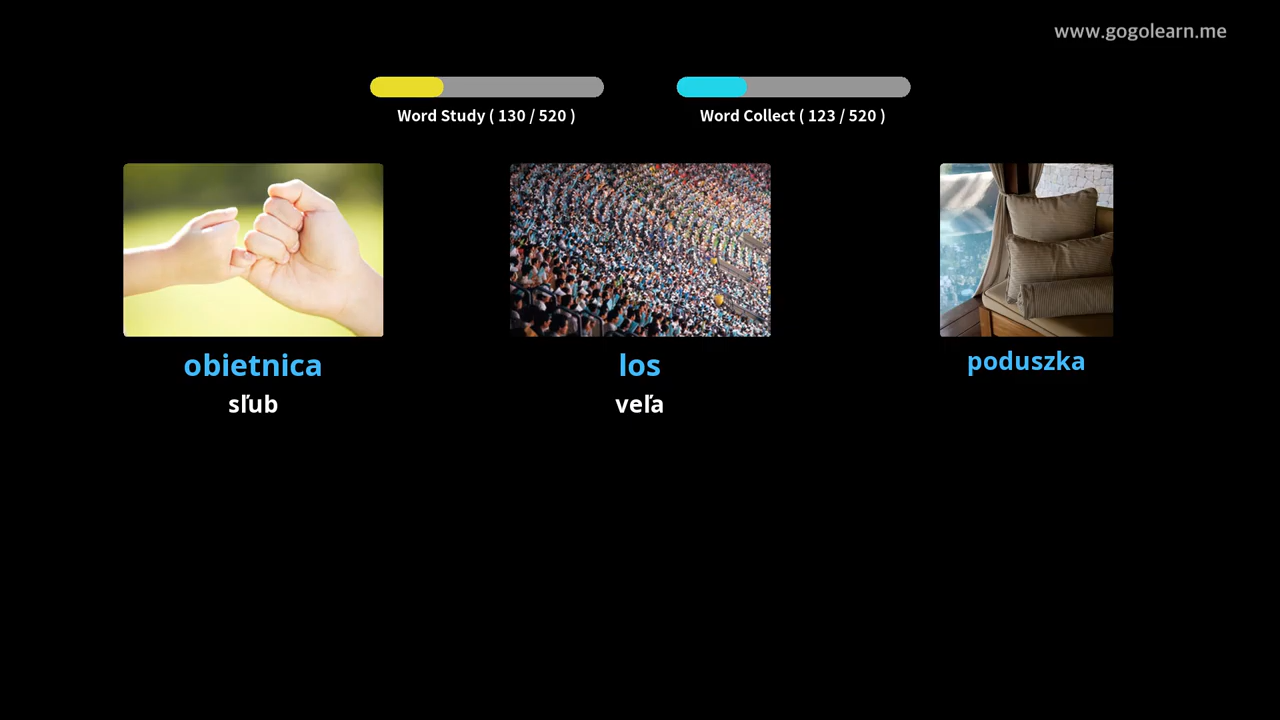 www.gogolearn.me
Word Study ( 130 / 520 )
Word Collect ( 123 / 520 )
obietnica
sľub
los
veľa
poduszka